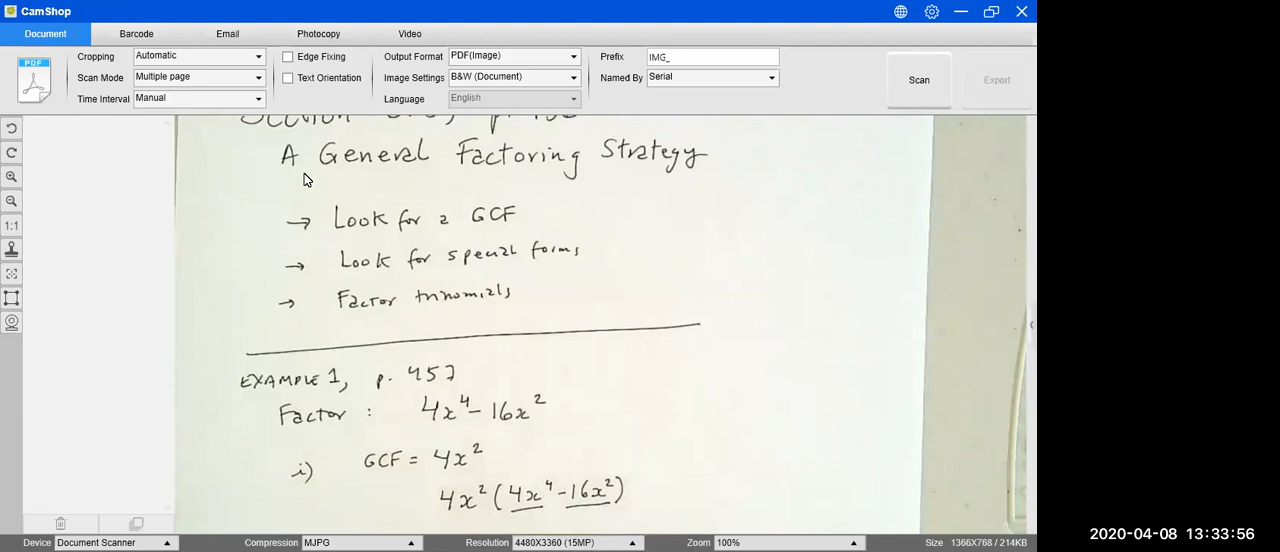 CamShop
Document Barcode Email Photocopy Video
PDF
Cropping Automatic Edge Fixing Output Format PDF(Image) Prefix IMG_
Scan Mode Multiple page Text Orientation Image Settings B&W (Document) Named By Serial
Time Interval Manual Language English
Scan Export
1:1
Section
A General Factoring Strategy
→ Look for a GCF
→ Look for special forms
→ Factor trinomials
EXAMPLE 1, p. 457
Factor : 4x⁴ - 16x²
i) GCF = 4x²
4x² (4x⁴ - 16x²)
Device Document Scanner Compression MJPG Resolution 4480X3360 (15MP) Zoom 100% Size 1366X768 / 214KB
2020-04-08 13:33:56